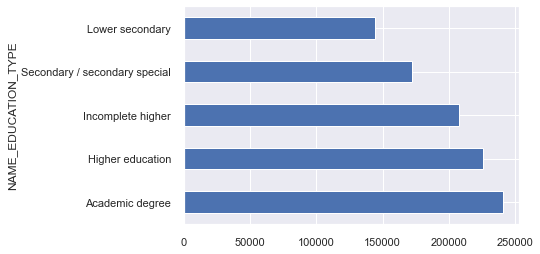 NAME_EDUCATION_TYPE
Lower secondary
Secondary / secondary special
Incomplete higher
Higher education
Academic degree
0 50000 100000 150000 200000 250000